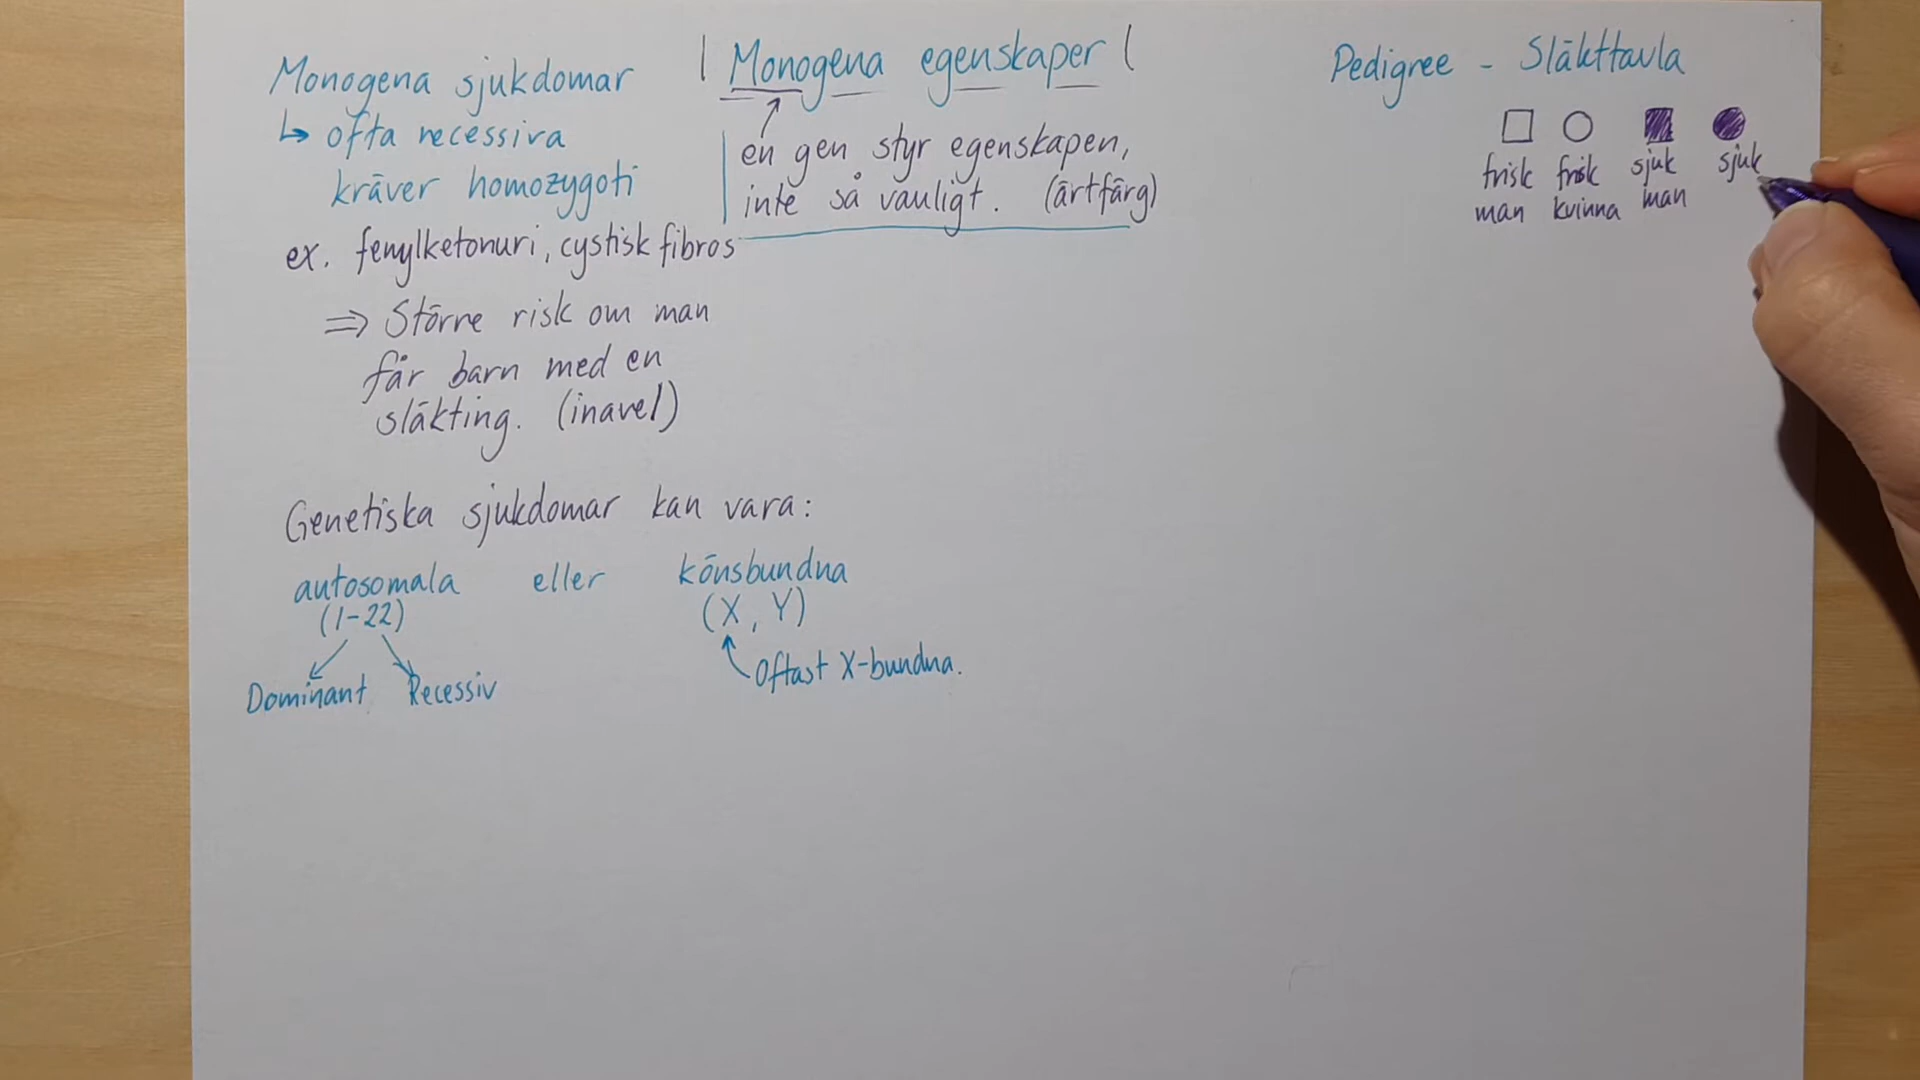 Monogena sjukdomar
↳ ofta recessiva
kräver homozygoti
ex. fenylketonuri, cystisk fibros
⇒ Större risk om man
får barn med en
släkting. (inavel)
Monogena egenskaper
en gen styr egenskapen,
inte så vanligt. (ärtfärg)
Genetiska sjukdomar kan vara:
autosomala eller könsbundna
(1-22) (X, Y)
Dominant Recessiv
Oftast X-bundna.
Pedigree - Släkttavla
frisk frisk sjuk sjuk
man kvinna man